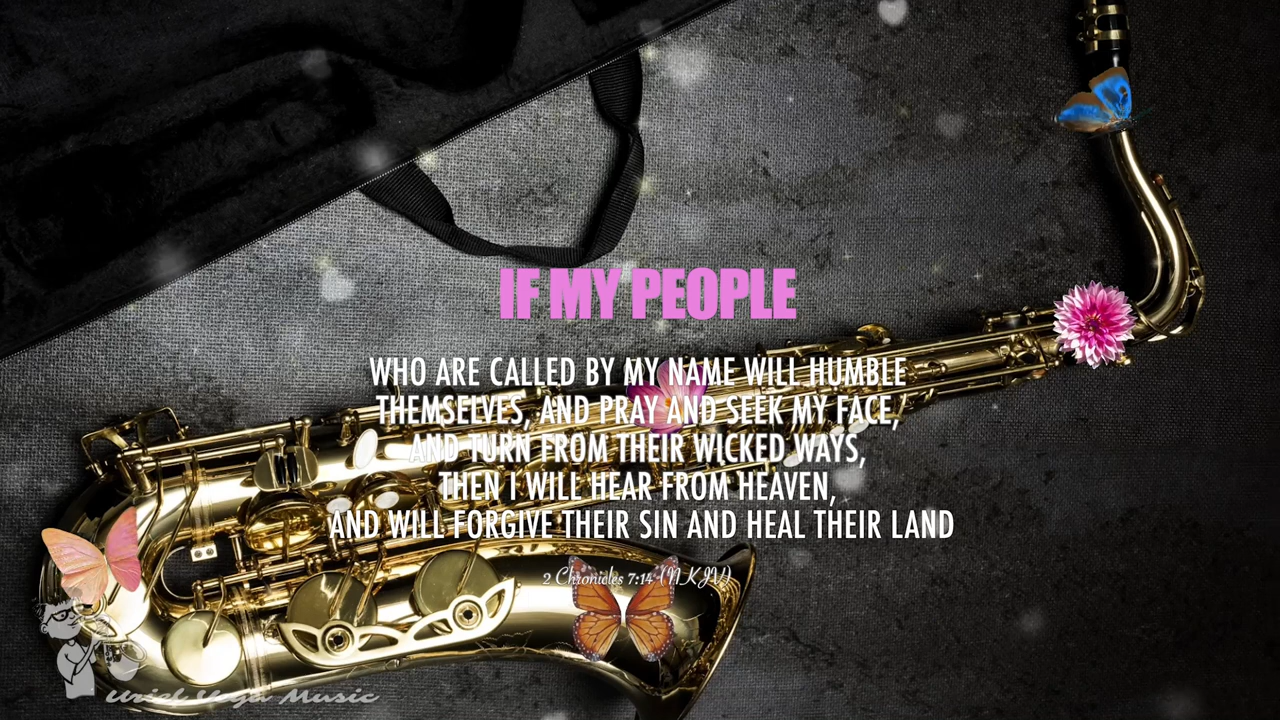 IF MY PEOPLE
WHO ARE CALLED BY MY NAME WILL HUMBLE
THEMSELVES, AND PRAY AND SEEK MY FACE,
AND TURN FROM THEIR WICKED WAYS,
THEN I WILL HEAR FROM HEAVEN,
AND WILL FORGIVE THEIR SIN AND HEAL THEIR LAND
2 Chronicles 7:14 (NKJV)
Uriel Vega Music